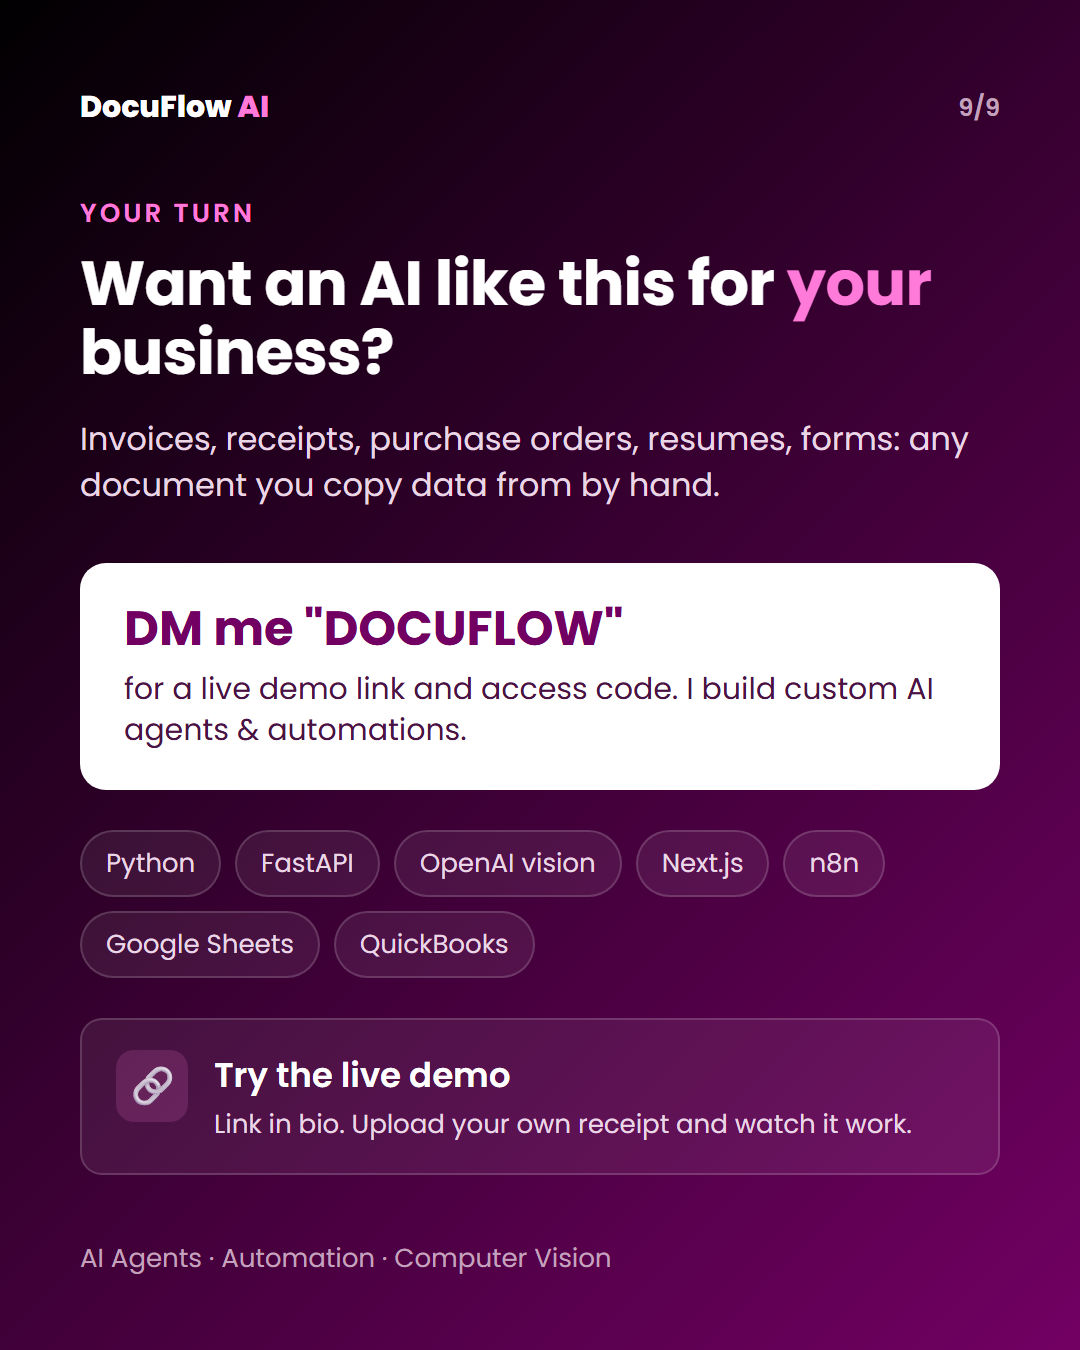 DocuFlow AI
9/9
YOUR TURN
Want an AI like this for your
business?
Invoices, receipts, purchase orders, resumes, forms: any
document you copy data from by hand.
DM me "DOCUFLOW"
for a live demo link and access code. I build custom AI
agents & automations.
Python FastAPI OpenAI vision Next.js n8n
Google Sheets QuickBooks
Try the live demo
Link in bio. Upload your own receipt and watch it work.
AI Agents · Automation · Computer Vision